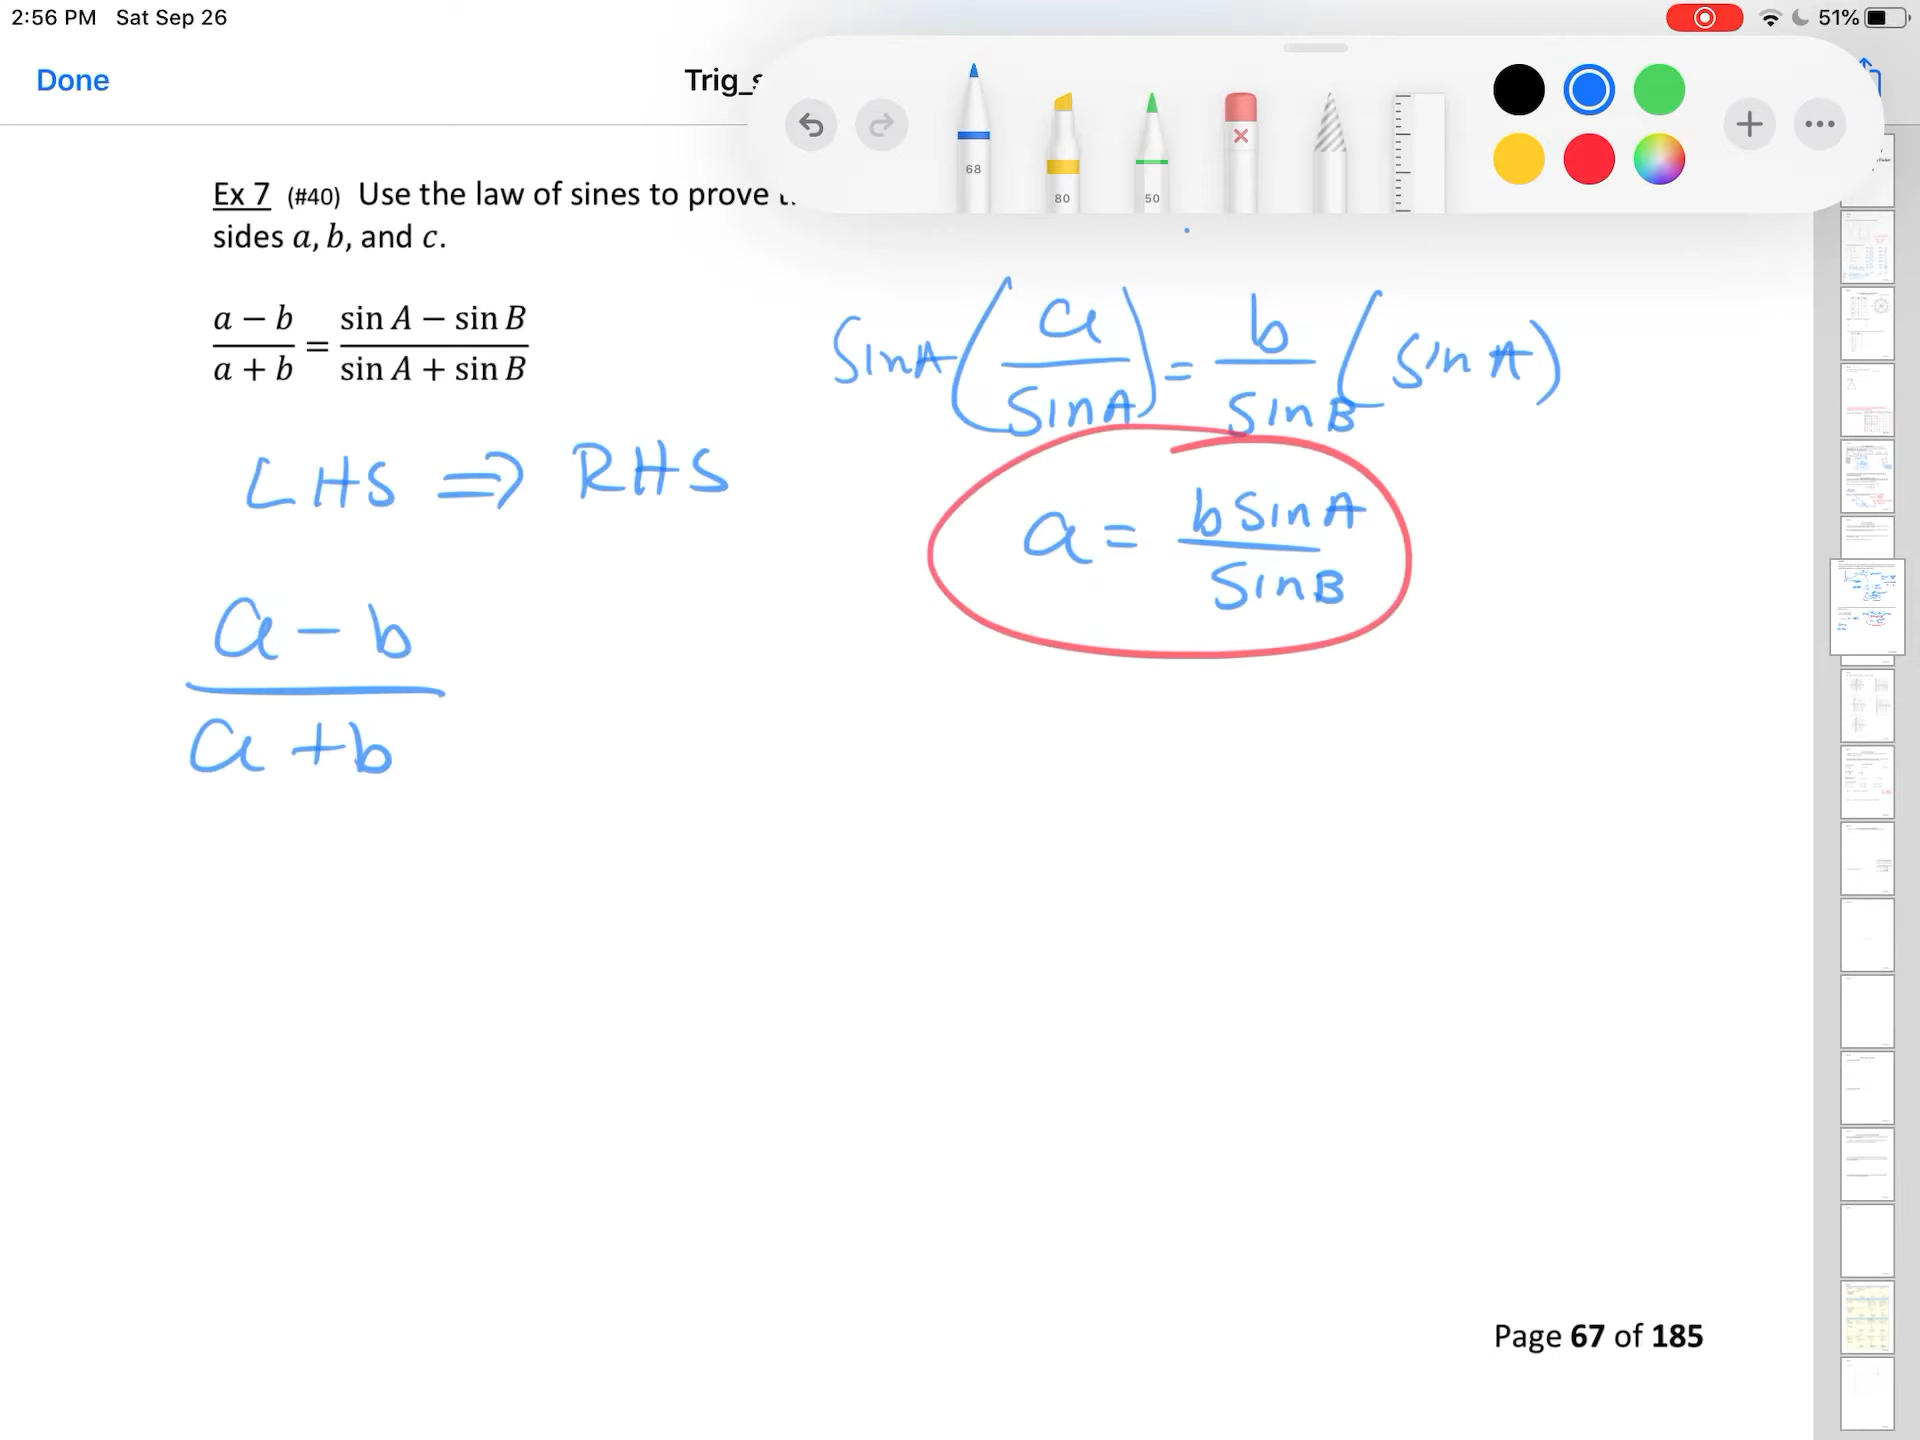 2:56 PM Sat Sep 26
51%
Done
Trig_
68
80
50
Ex 7 (#40) Use the law of sines to prove
sides a, b, and c.
a − b / a + b = sin A − sin B / sin A + sin B
SinA ( a / SinA ) = b / SinB ( Sin A )
LHS ⇒ RHS
a = b SinA / SinB
a − b
a + b
Page 67 of 185